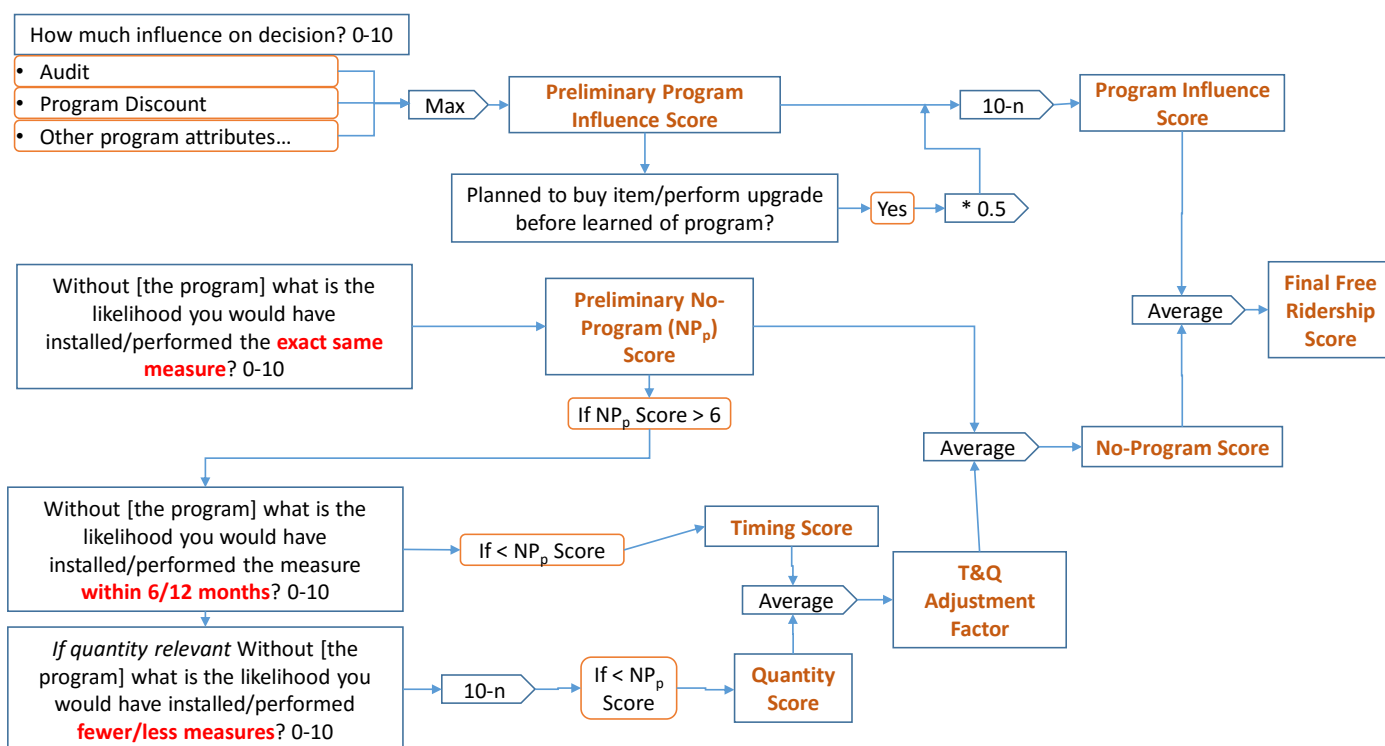 How much influence on decision? 0-10
• Audit
• Program Discount
• Other program attributes…
Max
Preliminary Program
Influence Score
10-n
Program Influence
Score
Planned to buy item/perform upgrade
before learned of program?
Yes
* 0.5
Without [the program] what is the
likelihood you would have
installed/performed the exact same
measure? 0-10
Preliminary No-
Program (NPp)
Score
Average
Final Free
Ridership
Score
If NPp Score > 6
Average
No-Program Score
Without [the program] what is the
likelihood you would have
installed/performed the measure
within 6/12 months? 0-10
If < NPp Score
Timing Score
Average
T&Q
Adjustment
Factor
If quantity relevant Without [the
program] what is the likelihood you
would have installed/performed
fewer/less measures? 0-10
10-n
If < NPp
Score
Quantity
Score